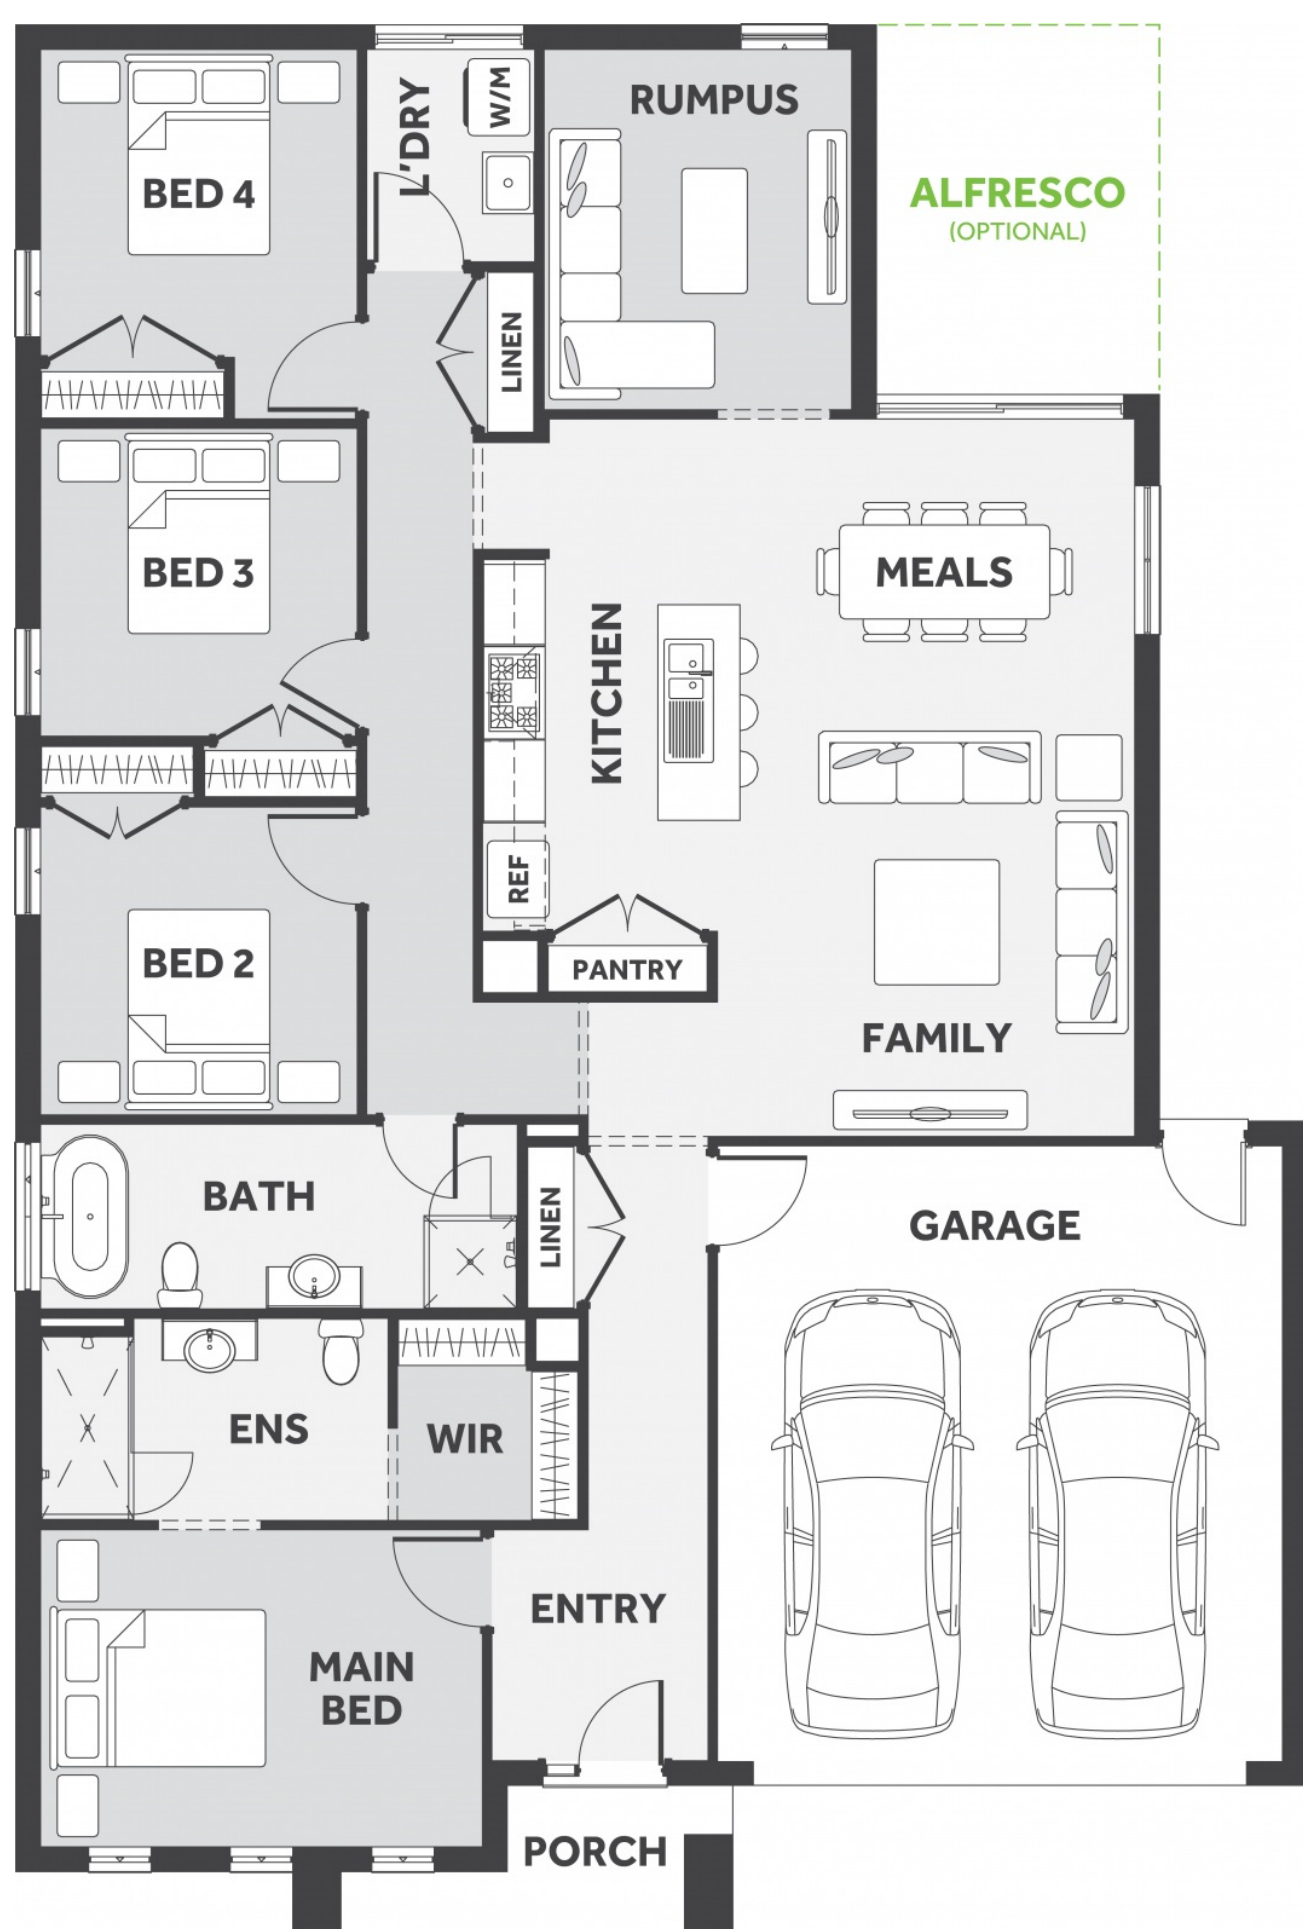 RUMPUS
L'DRY
W/M
BED 4
ALFRESCO
(OPTIONAL)
LINEN
BED 3
MEALS
KITCHEN
REF
BED 2
PANTRY
FAMILY
BATH
LINEN
GARAGE
ENS
WIR
ENTRY
MAIN
BED
PORCH